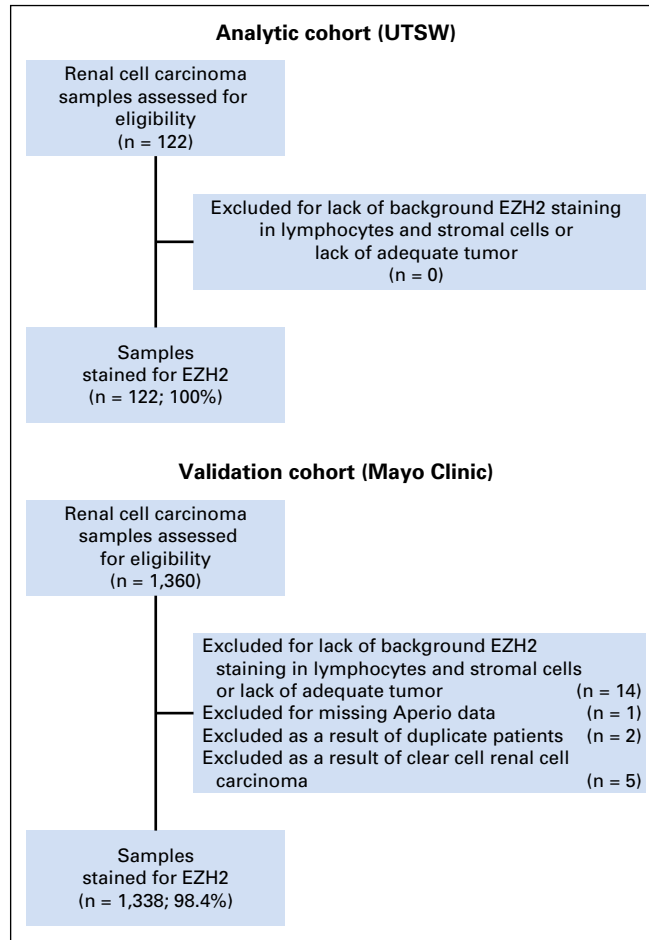 Analytic cohort (UTSW)
Renal cell carcinoma
samples assessed for
eligibility
(n = 122)
Excluded for lack of background EZH2 staining
in lymphocytes and stromal cells or
lack of adequate tumor
(n = 0)
Samples
stained for EZH2
(n = 122; 100%)
Validation cohort (Mayo Clinic)
Renal cell carcinoma
samples assessed
for eligibility
(n = 1,360)
Excluded for lack of background EZH2
staining in lymphocytes and stromal cells
or lack of adequate tumor (n = 14)
Excluded for missing Aperio data (n = 1)
Excluded as a result of duplicate patients (n = 2)
Excluded as a result of clear cell renal cell
carcinoma (n = 5)
Samples
stained for EZH2
(n = 1,338; 98.4%)